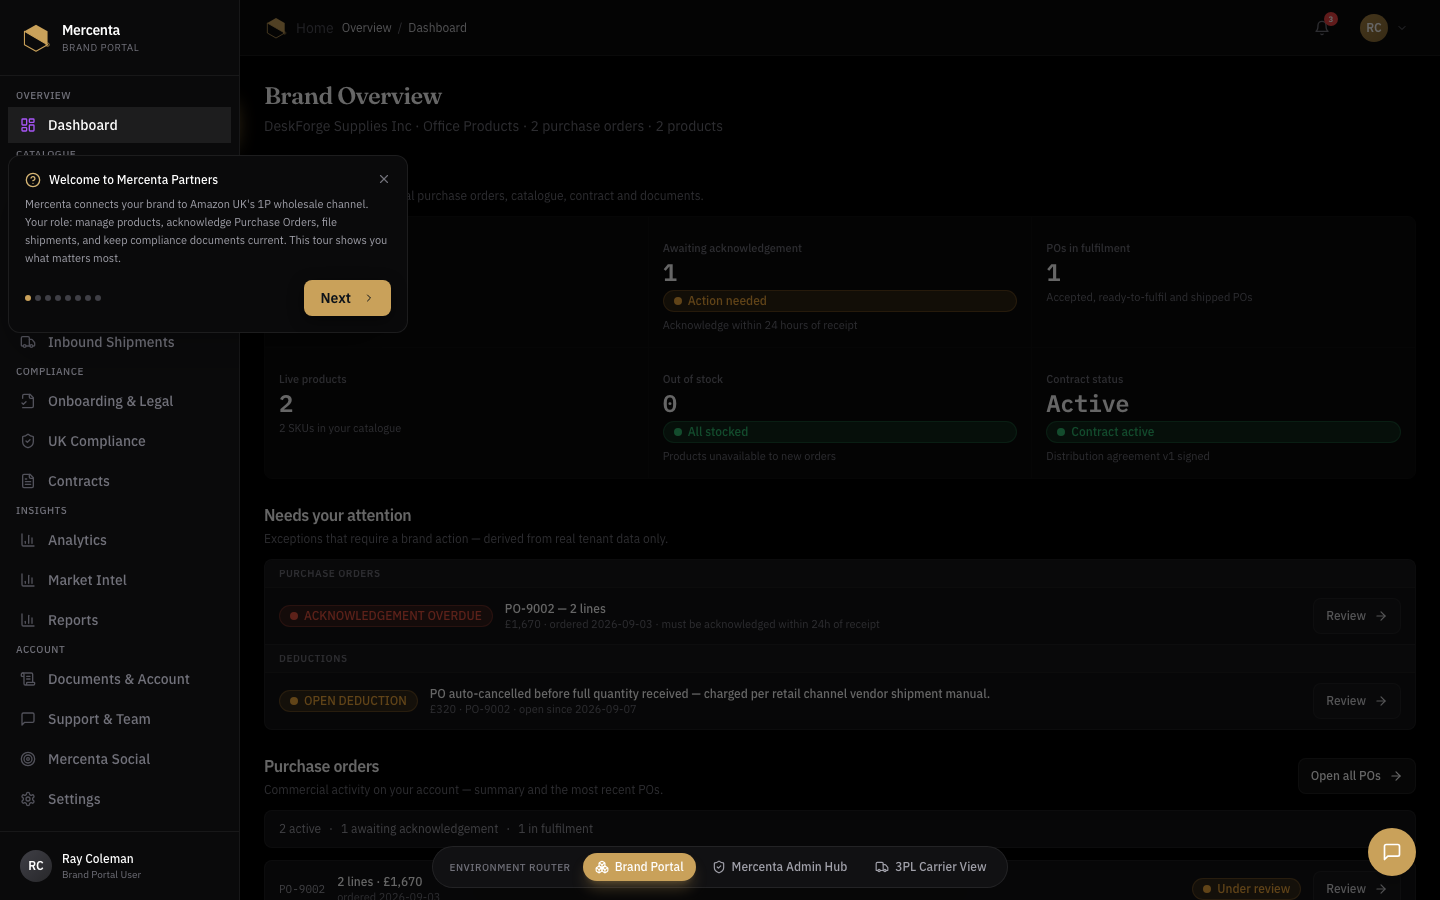 Mercenta
BRAND PORTAL
OVERVIEW
Dashboard
CATALOGUE
Welcome to Mercenta Partners
Mercenta connects your brand to Amazon UK's 1P wholesale channel.
Your role: manage products, acknowledge Purchase Orders, file
shipments, and keep compliance documents current. This tour shows you
what matters most.
Next
Inbound Shipments
COMPLIANCE
Onboarding & Legal
UK Compliance
Contracts
INSIGHTS
Analytics
Market Intel
Reports
ACCOUNT
Documents & Account
Support & Team
Mercenta Social
Settings
RC
Ray Coleman
Brand Portal User
Home Overview / Dashboard
3
RC
Brand Overview
DeskForge Supplies Inc · Office Products · 2 purchase orders · 2 products
purchase orders, catalogue, contract and documents.
Awaiting acknowledgement
1
Action needed
Acknowledge within 24 hours of receipt
POs in fulfilment
1
Accepted, ready-to-fulfil and shipped POs
Live products
2
2 SKUs in your catalogue
Out of stock
0
All stocked
Products unavailable to new orders
Contract status
Active
Contract active
Distribution agreement v1 signed
Needs your attention
Exceptions that require a brand action — derived from real tenant data only.
PURCHASE ORDERS
ACKNOWLEDGEMENT OVERDUE
PO-9002 — 2 lines
£1,670 · ordered 2026-09-03 · must be acknowledged within 24h of receipt
Review
DEDUCTIONS
OPEN DEDUCTION
PO auto-cancelled before full quantity received — charged per retail channel vendor shipment manual.
£320 · PO-9002 · open since 2026-09-07
Review
Purchase orders
Commercial activity on your account — summary and the most recent POs.
Open all POs
2 active · 1 awaiting acknowledgement · 1 in fulfilment
PO-9002
2 lines · £1,670
ordered 2026-09-03
Under review
Review
ENVIRONMENT ROUTER
Brand Portal
Mercenta Admin Hub
3PL Carrier View